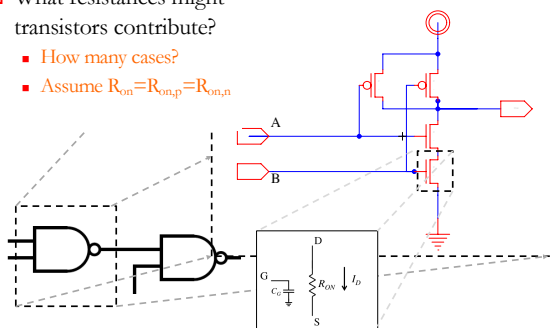 What resistances might
transistors contribute?
How many cases?
Assume R_on=R_on,p=R_on,n
A
B
D
G
C_G
R_ON
I_D
S